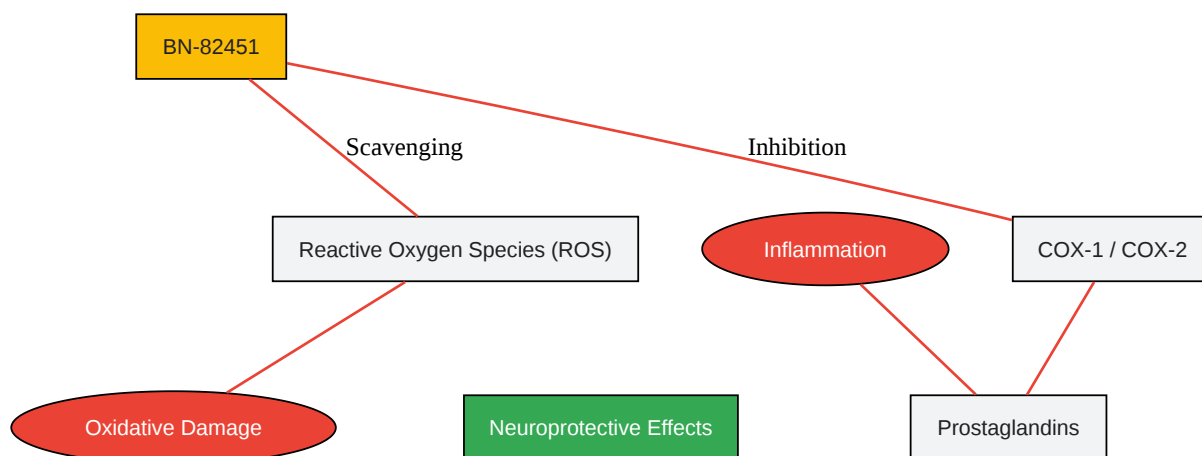 BN-82451
Scavenging
Inhibition
Reactive Oxygen Species (ROS)
Inflammation
COX-1 / COX-2
Oxidative Damage
Neuroprotective Effects
Prostaglandins